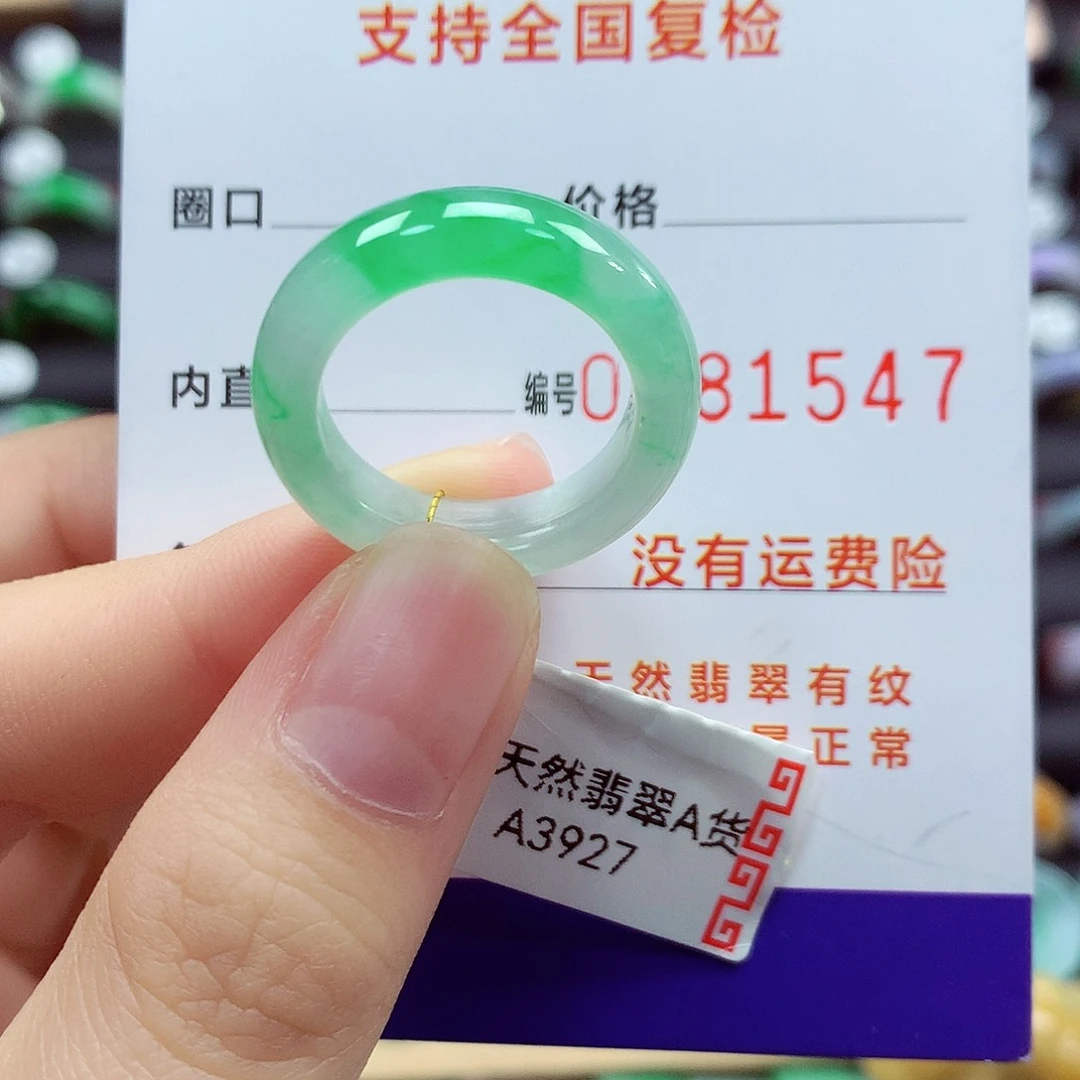 支持全国复检
圈口 价格
内直 编号0 81547
没有运费险
天然翡翠有纹
正常
天然翡翠A货
A3927